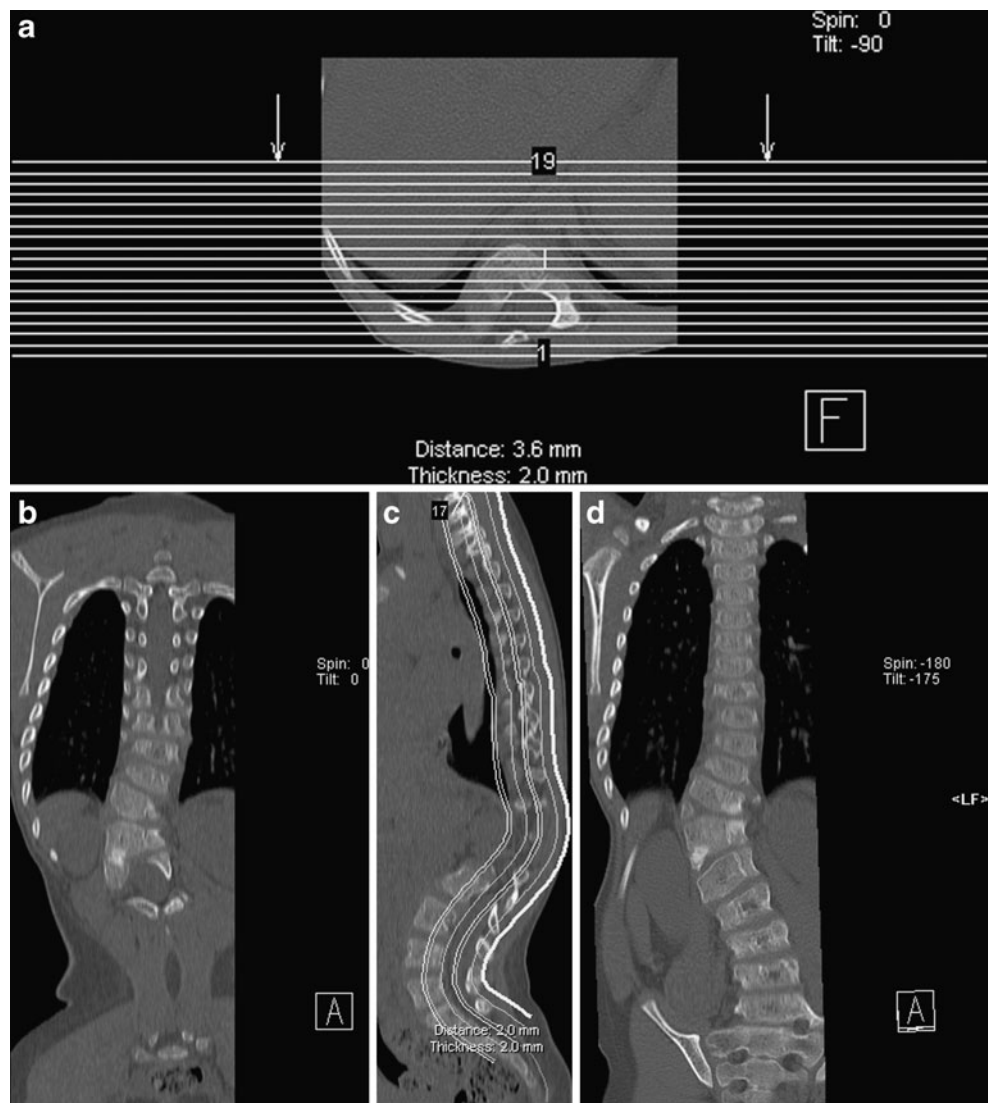 a
Spin: 0
Tilt: -90
19
1
F
Distance: 3.6 mm
Thickness: 2.0 mm
b
Spin: 0
Tilt: 0
A
c
17
Distance: 2.0 mm
Thickness: 2.0 mm
d
Spin: -180
Tilt: -175
<LF>
A